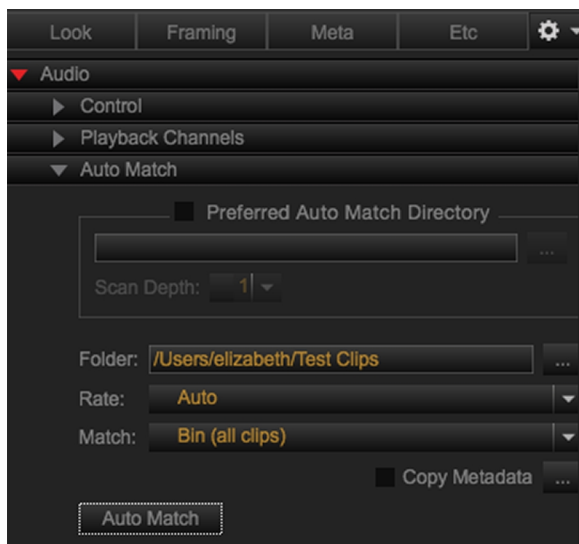 Look Framing Meta Etc
Audio
Control
Playback Channels
Auto Match
Preferred Auto Match Directory
...
Scan Depth: 1
Folder: /Users/elizabeth/Test Clips ...
Rate: Auto
Match: Bin (all clips)
Copy Metadata ...
Auto Match